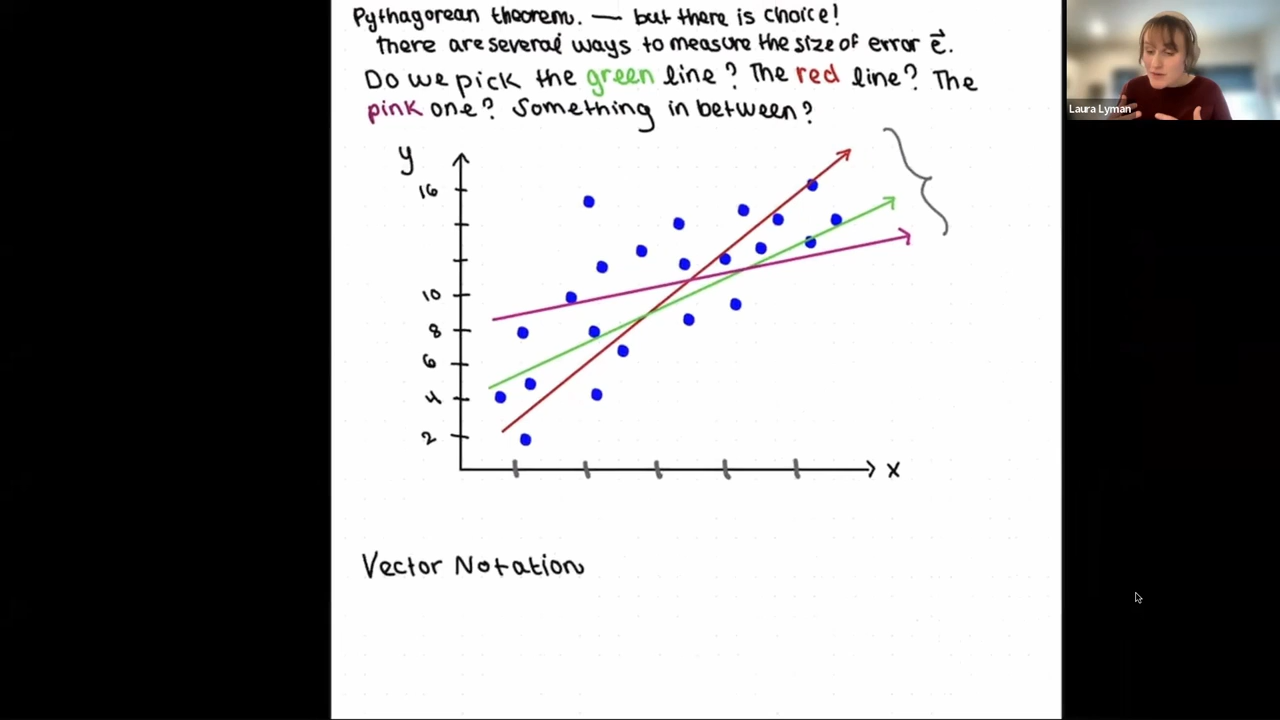 Pythagorean theorem. — but there is choice!
there are several ways to measure the size of error e⃗.
Do we pick the green line? The red line? The
pink one? Something in between?
Laura Lyman
y
16
10
8
6
4
2
x
Vector Notation